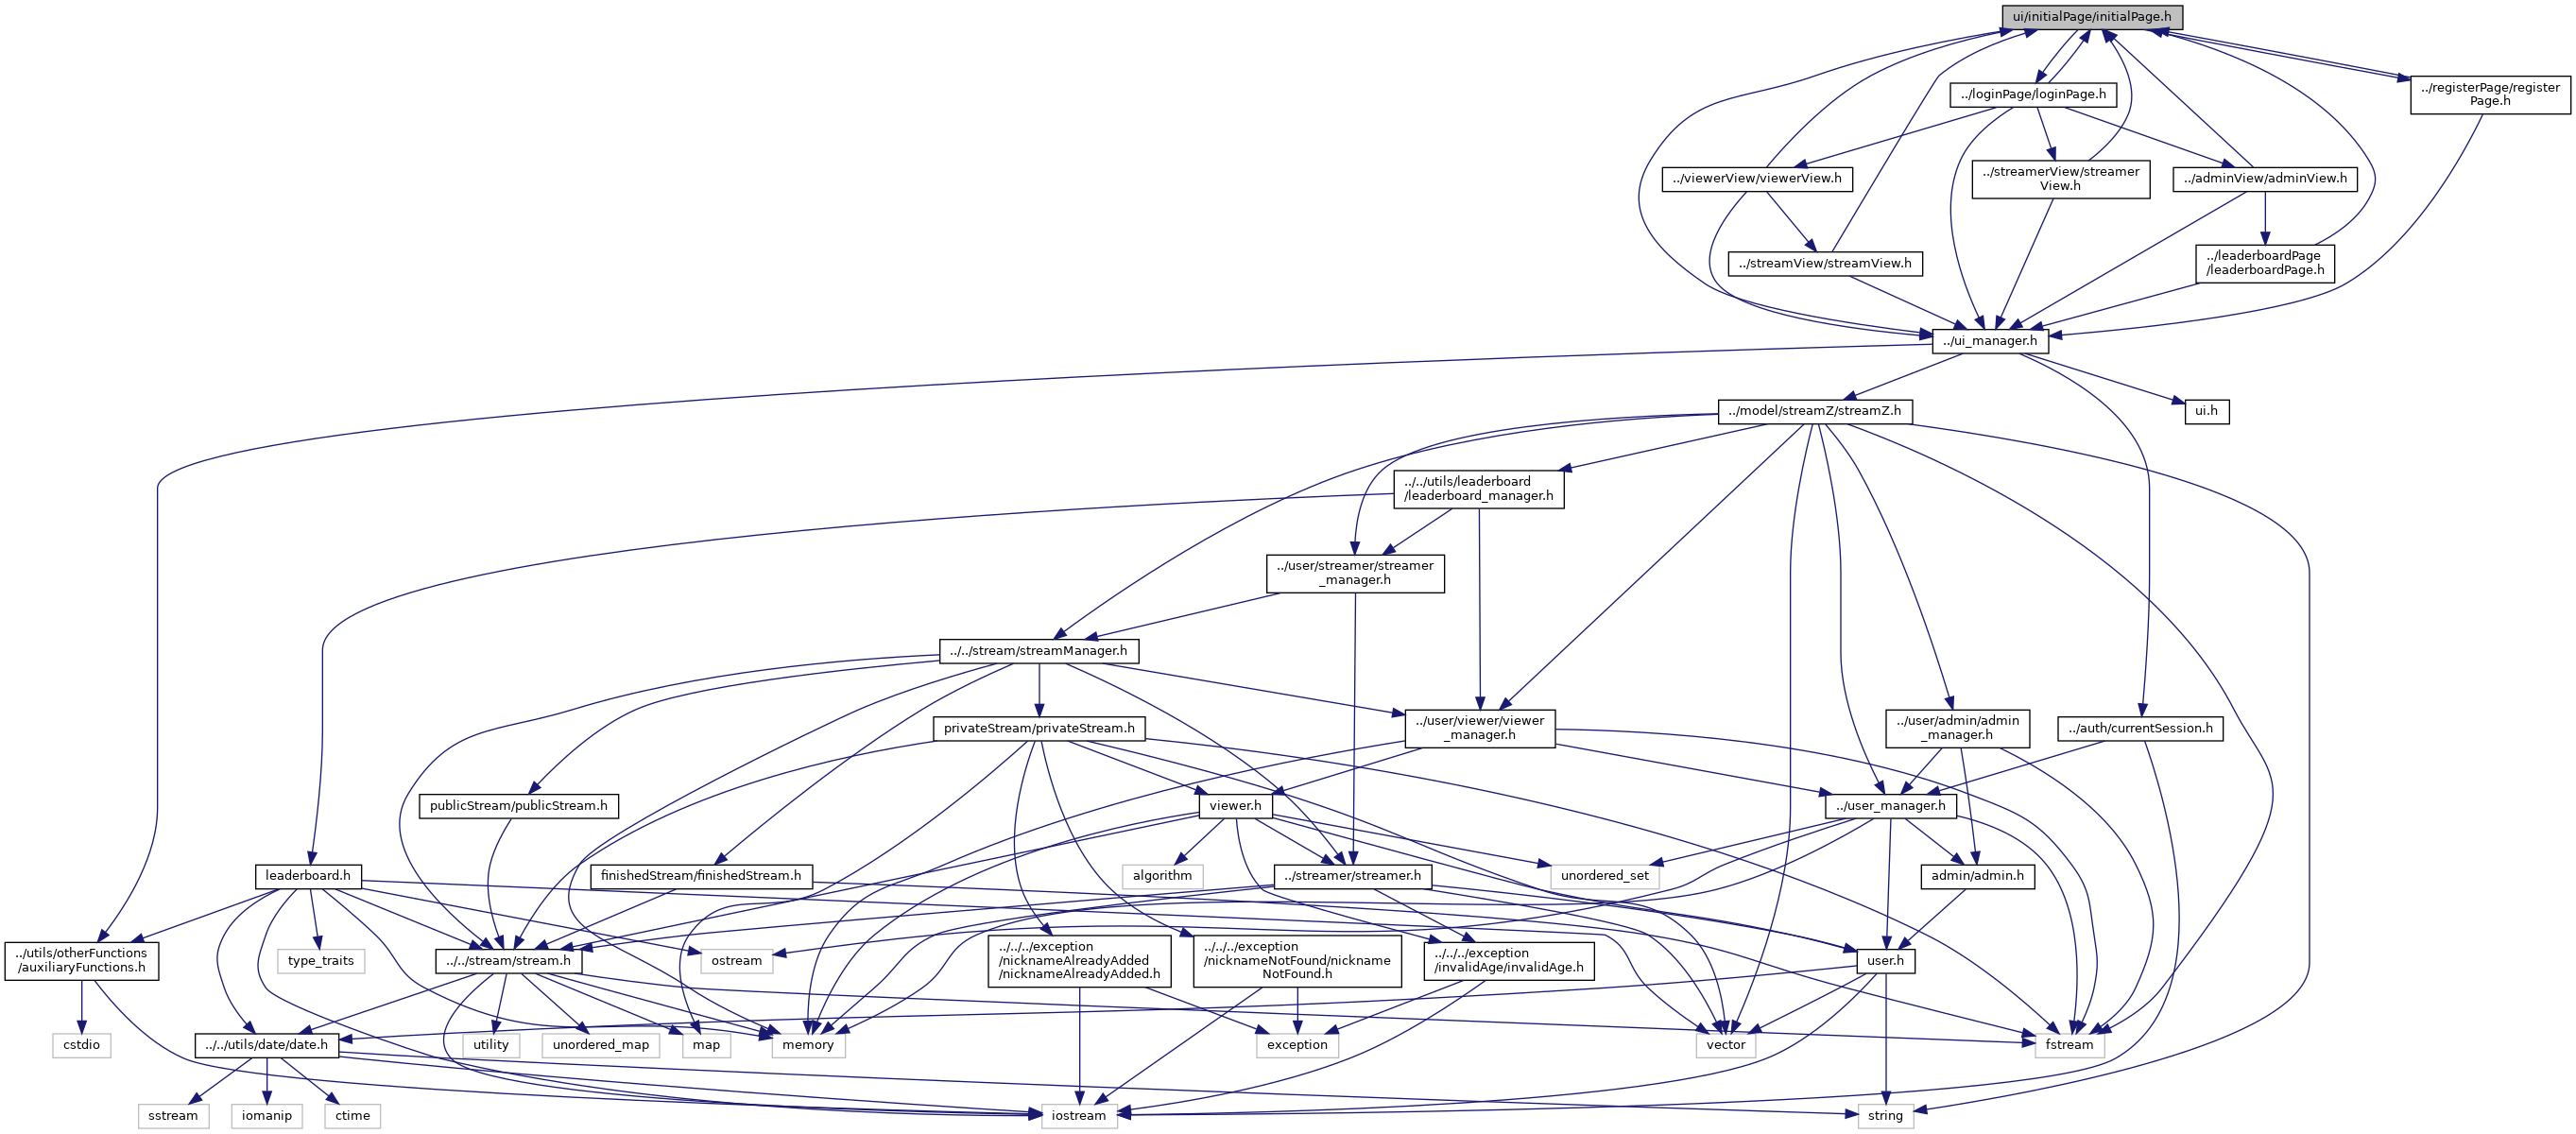 ui/initialPage/initialPage.h
../loginPage/loginPage.h
../registerPage/register
Page.h
../viewerView/viewerView.h
../streamerView/streamer
View.h
../adminView/adminView.h
../streamView/streamView.h
../leaderboardPage
/leaderboardPage.h
../ui_manager.h
../model/streamZ/streamZ.h
ui.h
../../utils/leaderboard
/leaderboard_manager.h
../user/streamer/streamer
_manager.h
../../stream/streamManager.h
privateStream/privateStream.h
../user/viewer/viewer
_manager.h
../user/admin/admin
_manager.h
../auth/currentSession.h
publicStream/publicStream.h
viewer.h
../user_manager.h
leaderboard.h
finishedStream/finishedStream.h
algorithm
../streamer/streamer.h
unordered_set
admin/admin.h
../utils/otherFunctions
/auxiliaryFunctions.h
type_traits
../../stream/stream.h
ostream
../../../exception
/nicknameAlreadyAdded
/nicknameAlreadyAdded.h
../../../exception
/nicknameNotFound/nickname
NotFound.h
../../../exception
/invalidAge/invalidAge.h
user.h
cstdio
../../utils/date/date.h
utility
unordered_map
map
memory
exception
vector
fstream
sstream
iomanip
ctime
iostream
string